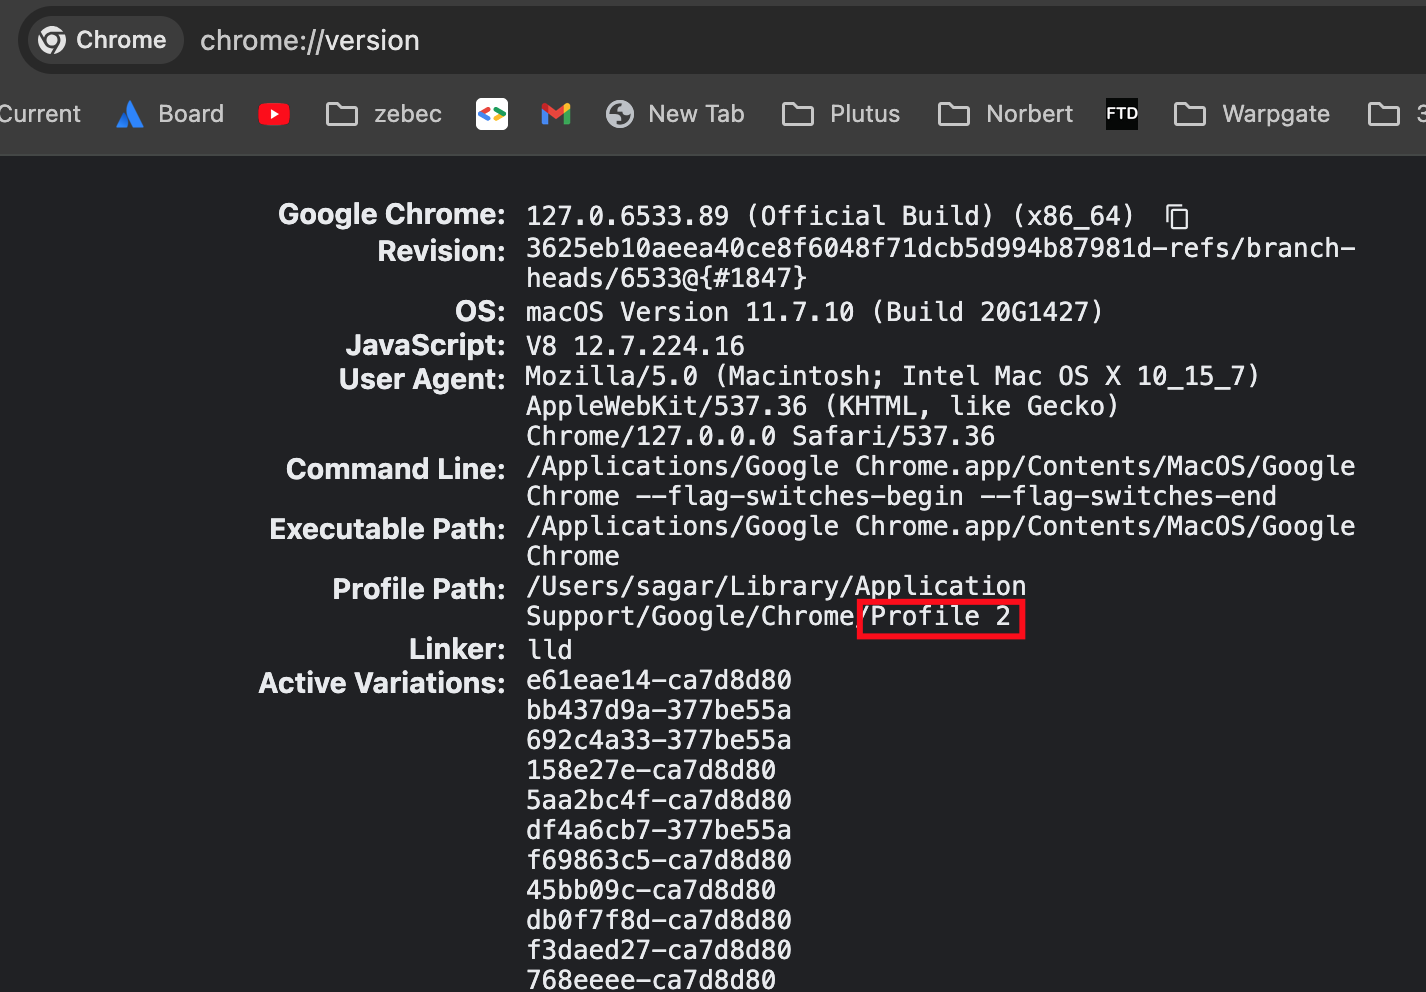 Chrome chrome://version
Current Board zebec New Tab Plutus Norbert FTD Warpgate
Google Chrome: 127.0.6533.89 (Official Build) (x86_64)
Revision: 3625eb10aeea40ce8f6048f71dcb5d994b87981d-refs/branch-
heads/6533@{#1847}
OS: macOS Version 11.7.10 (Build 20G1427)
JavaScript: V8 12.7.224.16
User Agent: Mozilla/5.0 (Macintosh; Intel Mac OS X 10_15_7)
AppleWebKit/537.36 (KHTML, like Gecko)
Chrome/127.0.0.0 Safari/537.36
Command Line: /Applications/Google Chrome.app/Contents/MacOS/Google
Chrome --flag-switches-begin --flag-switches-end
Executable Path: /Applications/Google Chrome.app/Contents/MacOS/Google
Chrome
Profile Path: /Users/sagar/Library/Application
Support/Google/Chrome/Profile 2
Linker: lld
Active Variations: e61eae14-ca7d8d80
bb437d9a-377be55a
692c4a33-377be55a
158e27e-ca7d8d80
5aa2bc4f-ca7d8d80
df4a6cb7-377be55a
f69863c5-ca7d8d80
45bb09c-ca7d8d80
db0f7f8d-ca7d8d80
f3daed27-ca7d8d80
768eeee-ca7d8d80